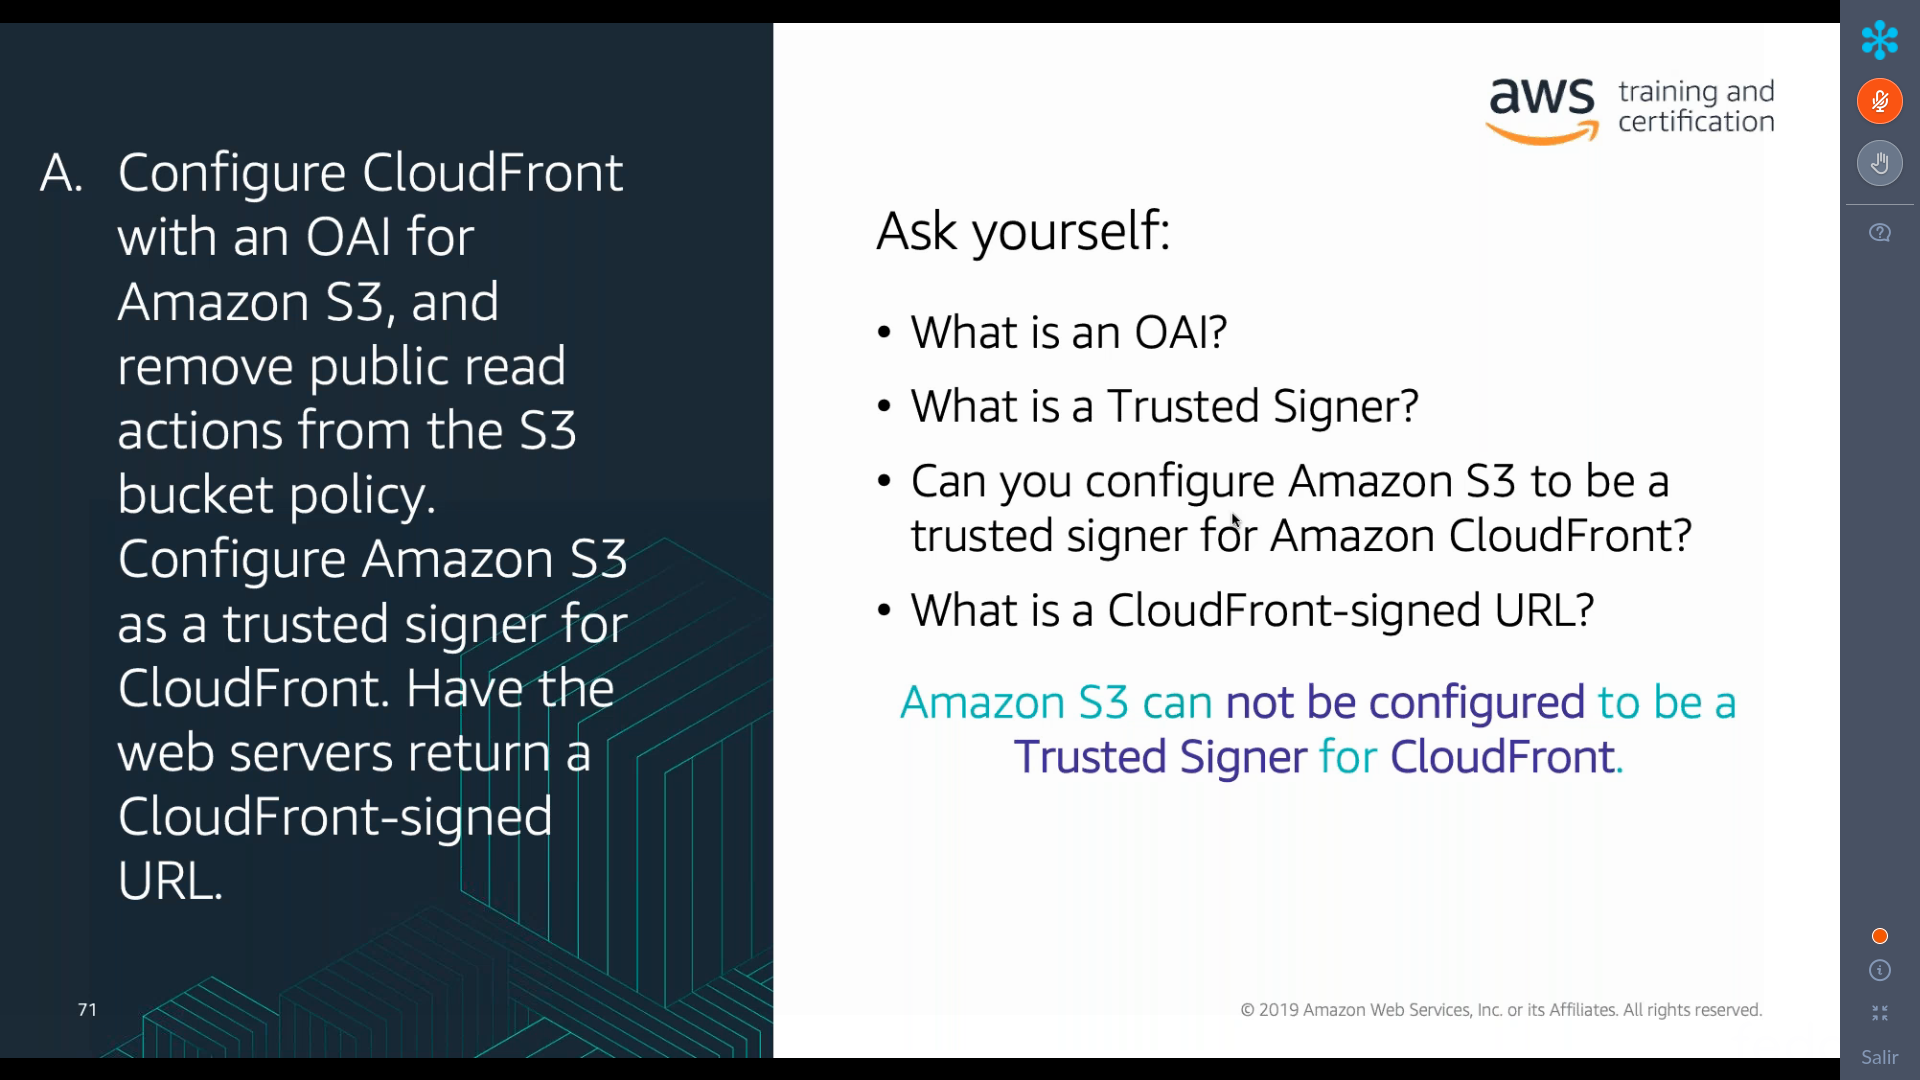 A. Configure CloudFront
with an OAI for
Amazon S3, and
remove public read
actions from the S3
bucket policy.
Configure Amazon S3
as a trusted signer for
CloudFront. Have the
web servers return a
CloudFront-signed
URL.
71
aws training and
certification
Ask yourself:
• What is an OAI?
• What is a Trusted Signer?
• Can you configure Amazon S3 to be a
trusted signer for Amazon CloudFront?
• What is a CloudFront-signed URL?
Amazon S3 can not be configured to be a
Trusted Signer for CloudFront.
© 2019 Amazon Web Services, Inc. or its Affiliates. All rights reserved.
Salir